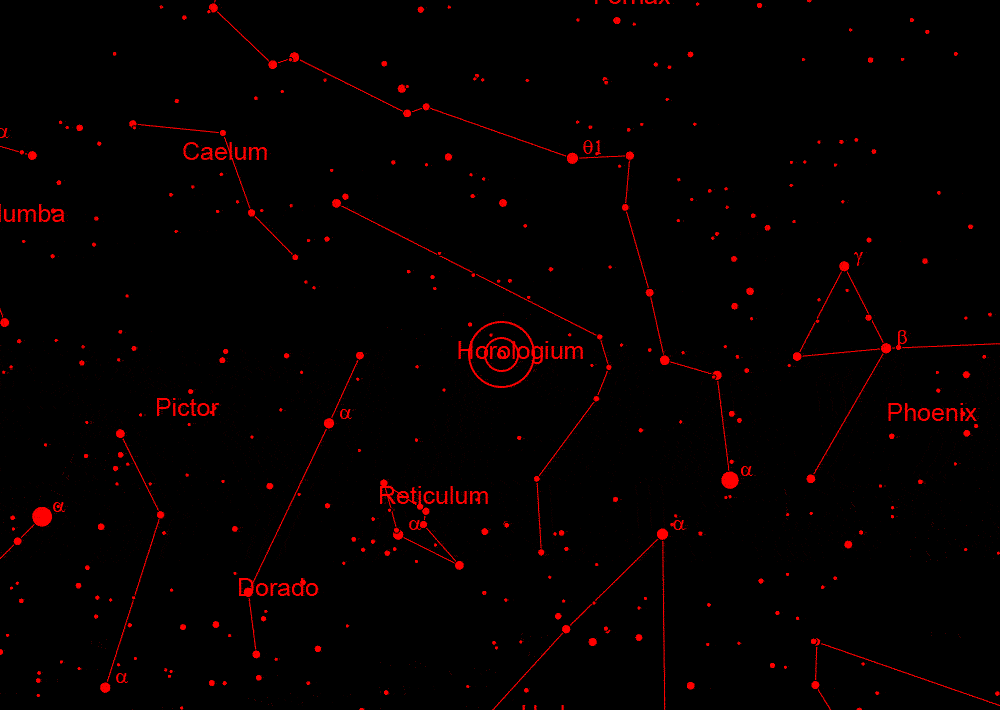 Fornax
θ1
α
Caelum
lumba
γ
β
Horologium
Pictor
α
Phoenix
α
Reticulum
α
α
α
Dorado
α